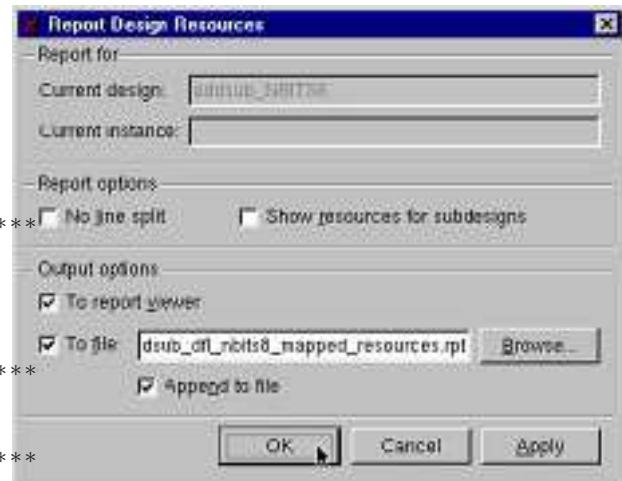 Report Design Resources
Report for
Current design: addsub_NBITS8
Current instance:
Report options
*** No line split Show resources for subdesigns
Output options
To report viewer
To file dsub_dfl_nbits8_mapped_resources.rpt Browse...
***
Append to file
OK Cancel Apply
***